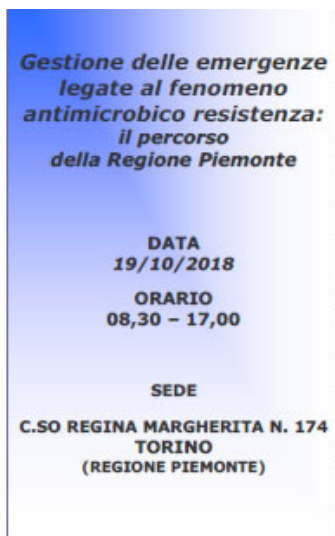 Gestione delle emergenze
legate al fenomeno
antimicrobico resistenza:
il percorso
della Regione Piemonte
DATA
19/10/2018
ORARIO
08,30 – 17,00
SEDE
C.SO REGINA MARGHERITA N. 174
TORINO
(REGIONE PIEMONTE)